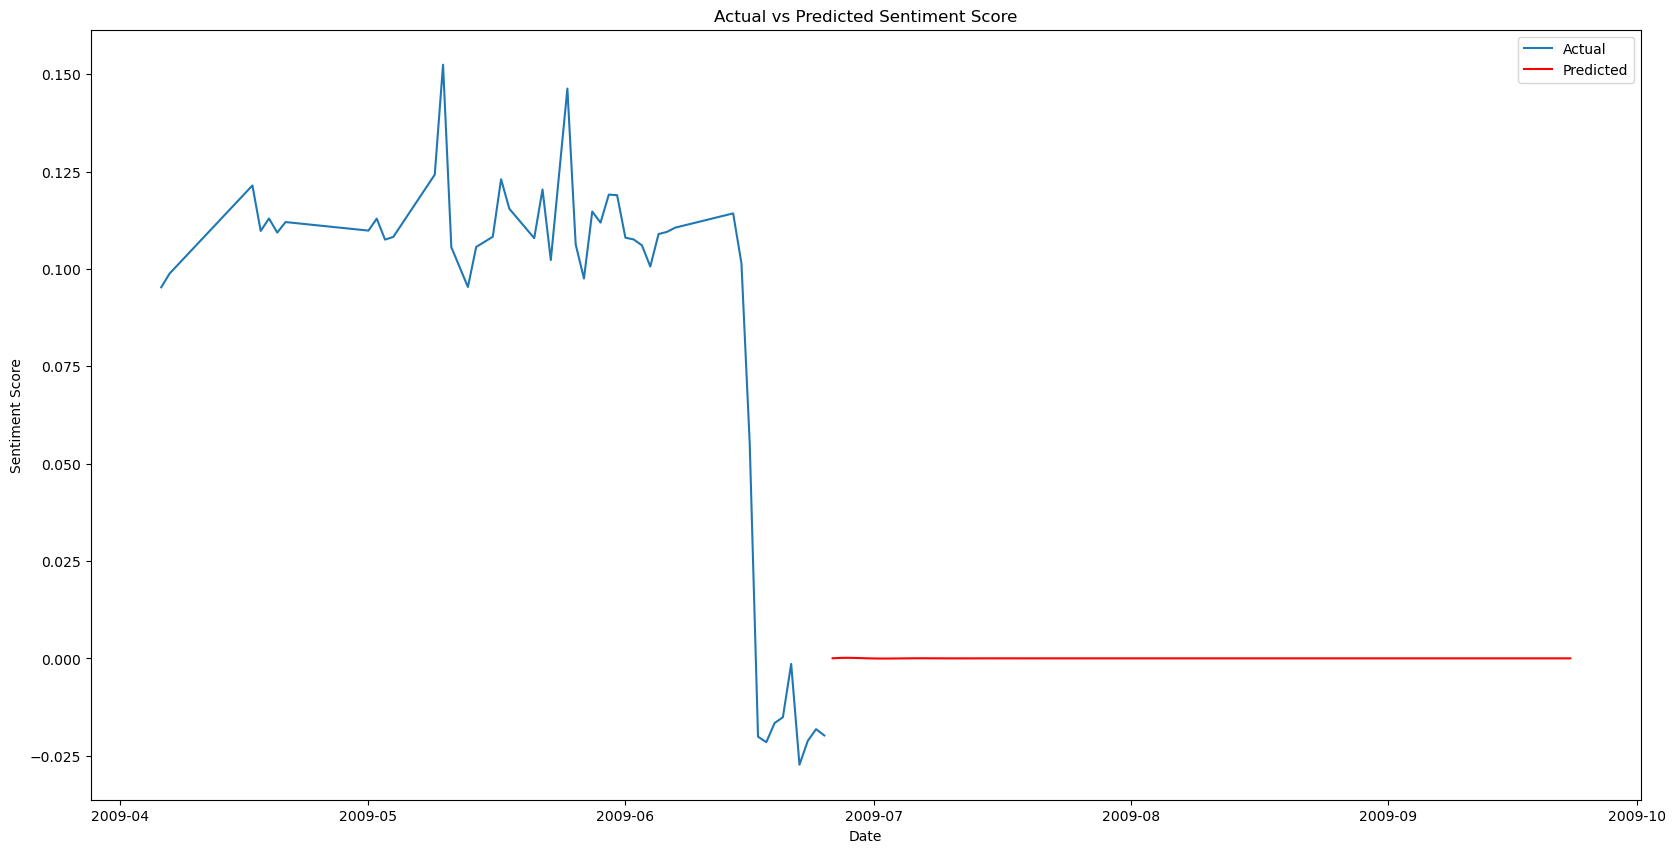 Actual vs Predicted Sentiment Score
Actual
Predicted
0.150
0.125
0.100
0.075
0.050
0.025
0.000
−0.025
Sentiment Score
2009-04 2009-05 2009-06 2009-07 2009-08 2009-09 2009-10
Date